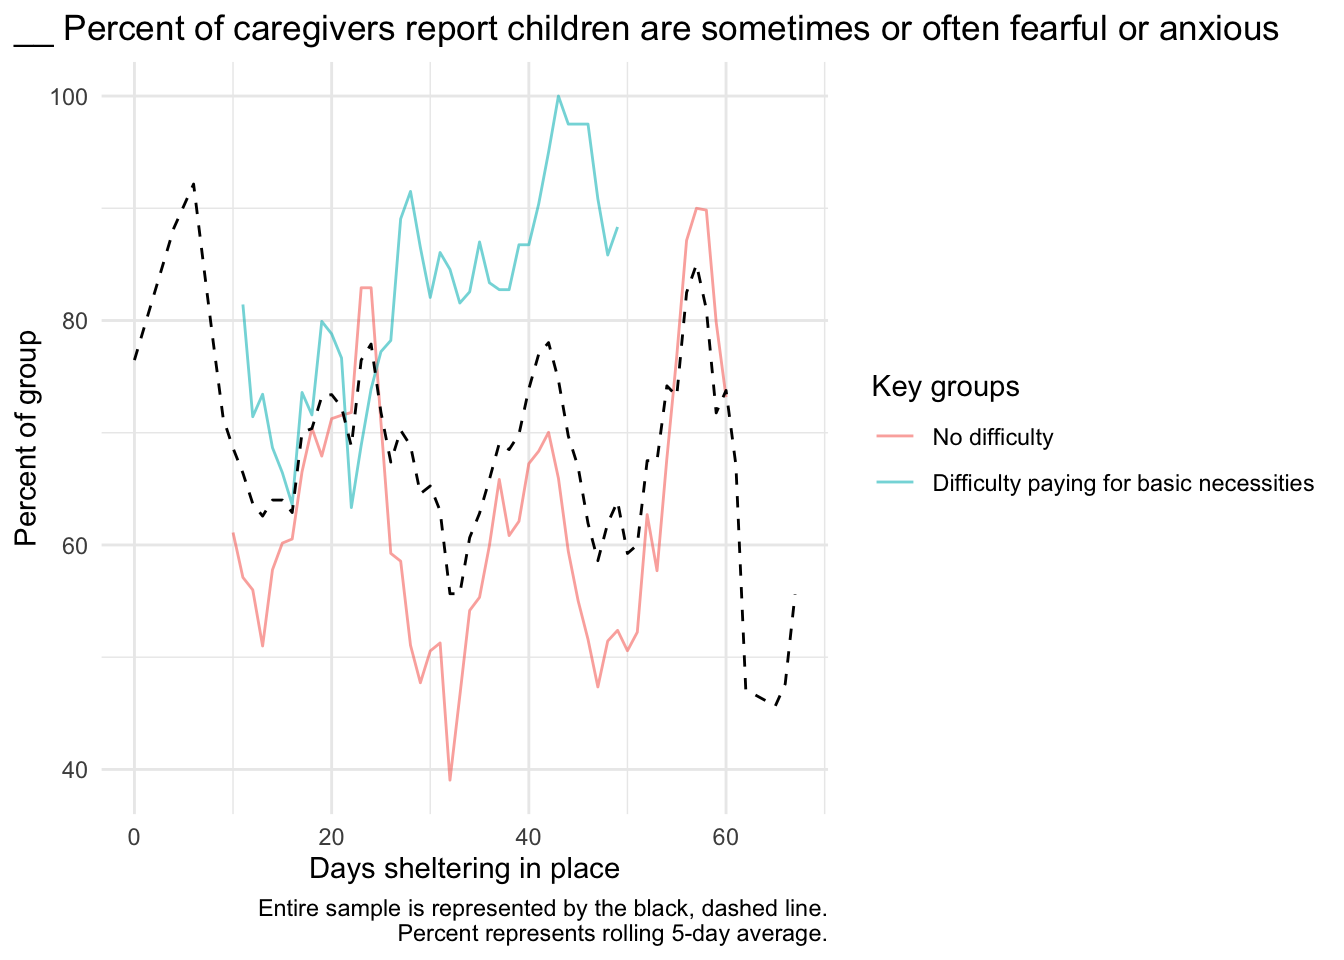 __ Percent of caregivers report children are sometimes or often fearful or anxious
100
80
60
40
Percent of group
0 20 40 60
Days sheltering in place
Key groups
No difficulty
Difficulty paying for basic necessities
Entire sample is represented by the black, dashed line.
Percent represents rolling 5-day average.